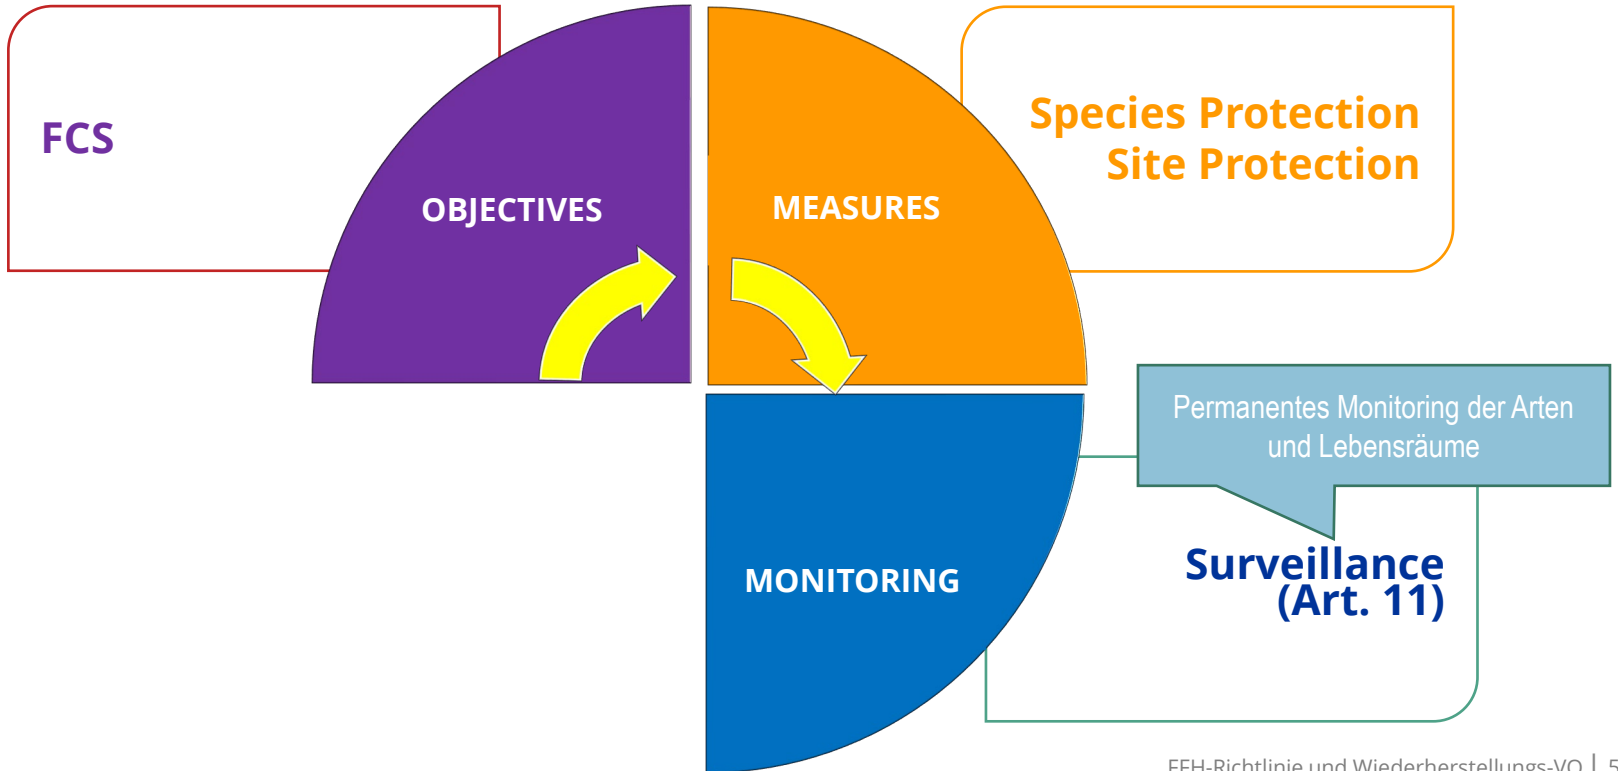 FCS
OBJECTIVES
MEASURES
Species Protection
Site Protection
Permanentes Monitoring der Arten
und Lebensräume
MONITORING
Surveillance
(Art. 11)
FFH-Richtlinie und Wiederherstellungs-VO | 5